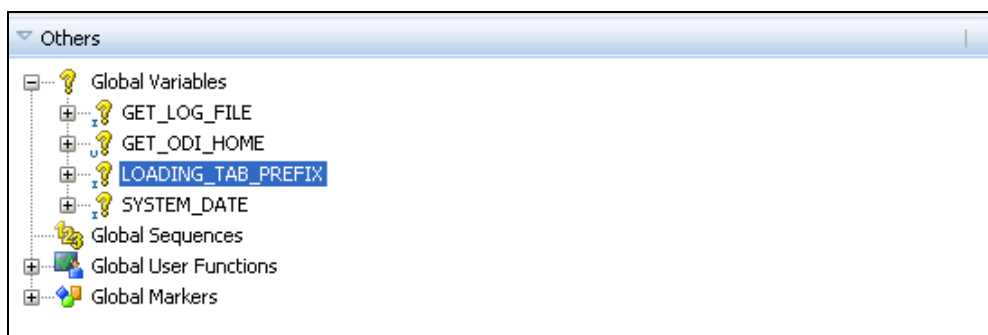 Others
Global Variables
GET_LOG_FILE
GET_ODI_HOME
LOADING_TAB_PREFIX
SYSTEM_DATE
Global Sequences
Global User Functions
Global Markers